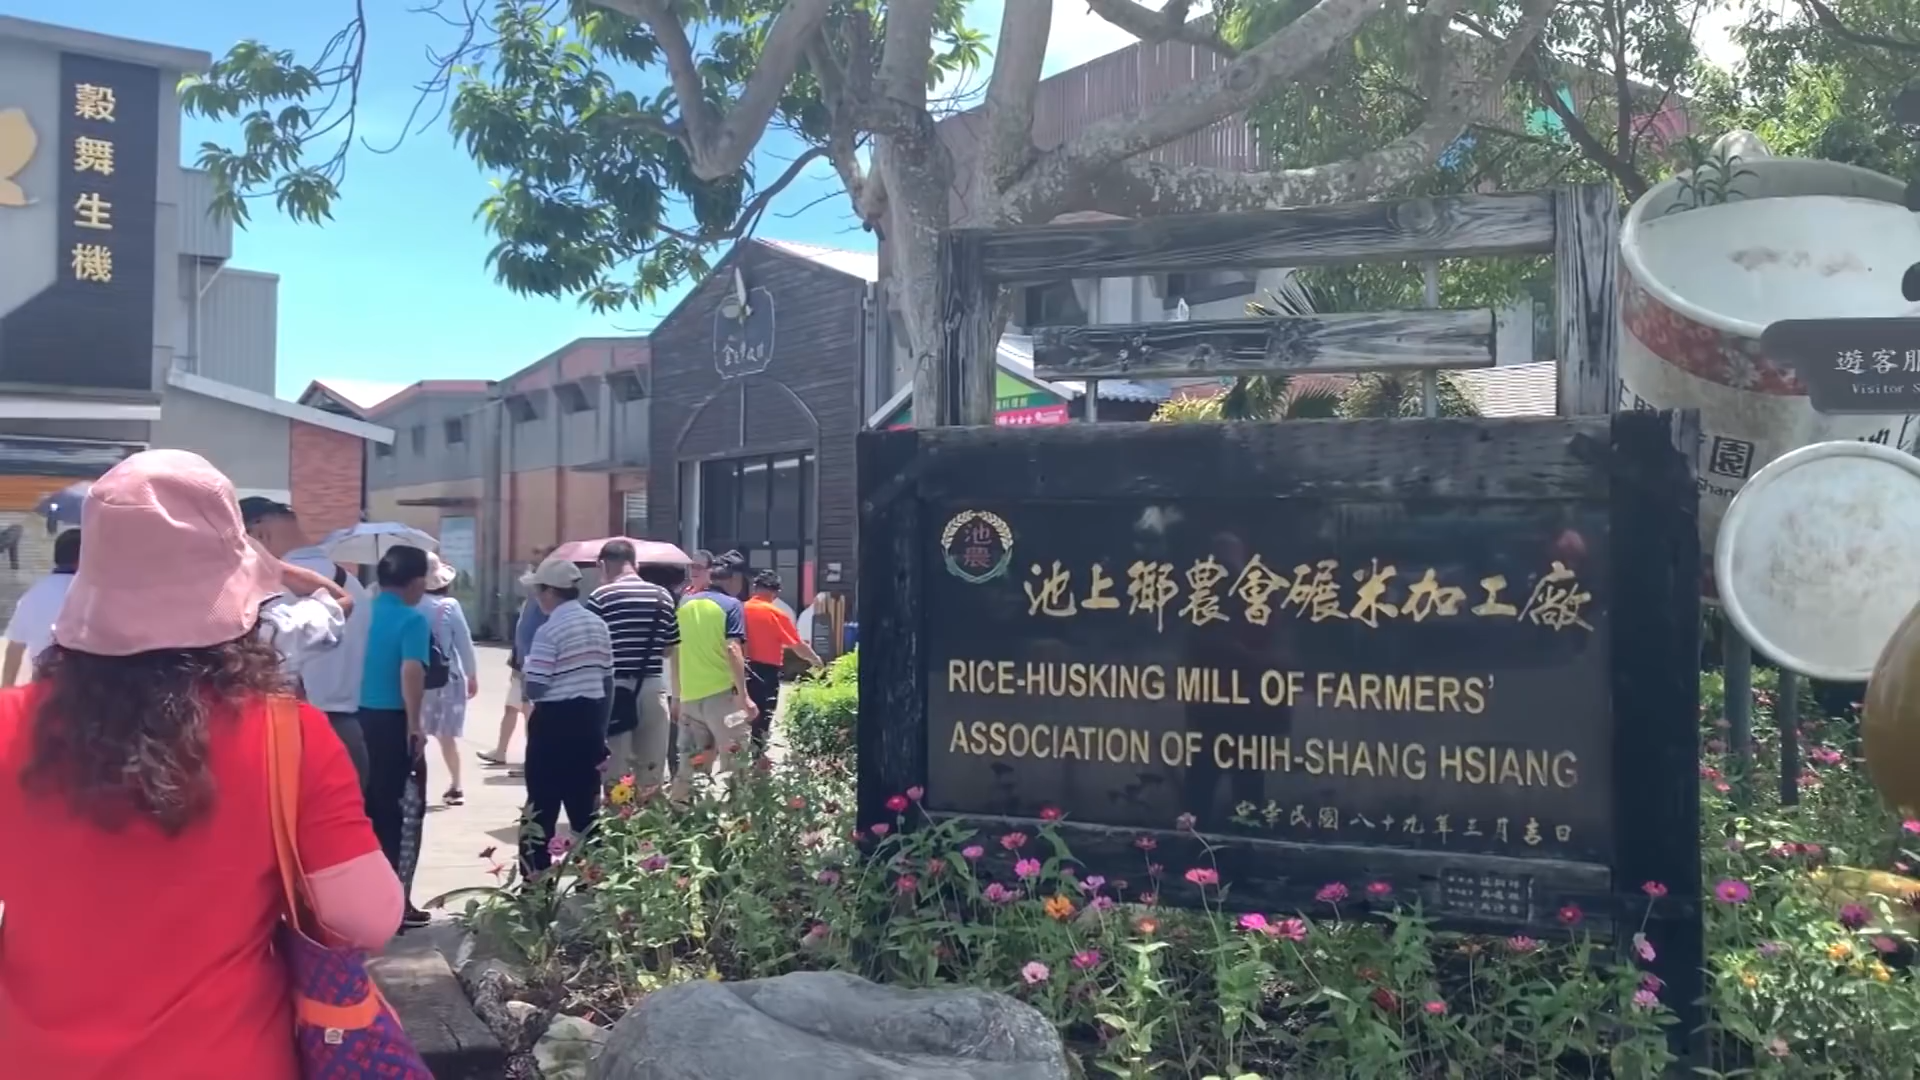 穀舞生機
池農
池上鄉農會碾米加工廠
RICE-HUSKING MILL OF FARMERS'
ASSOCIATION OF CHIH-SHANG HSIANG
中華民國八十九年三月吉日
遊客服
Visitor S
園
Shan